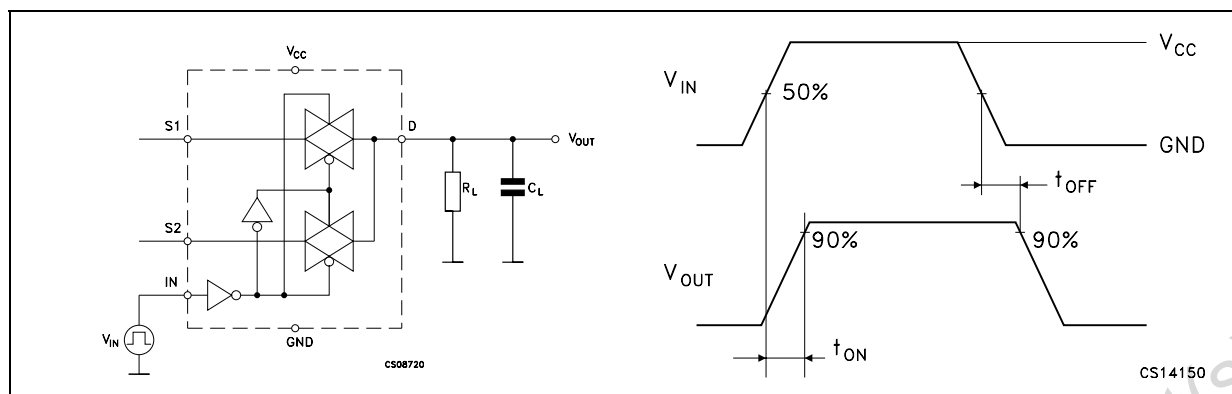 VCC
S1
D
VOUT
RL
CL
S2
IN
VIN
GND
CS08720
VIN
50%
VCC
GND
tOFF
90%
90%
VOUT
tON
CS14150